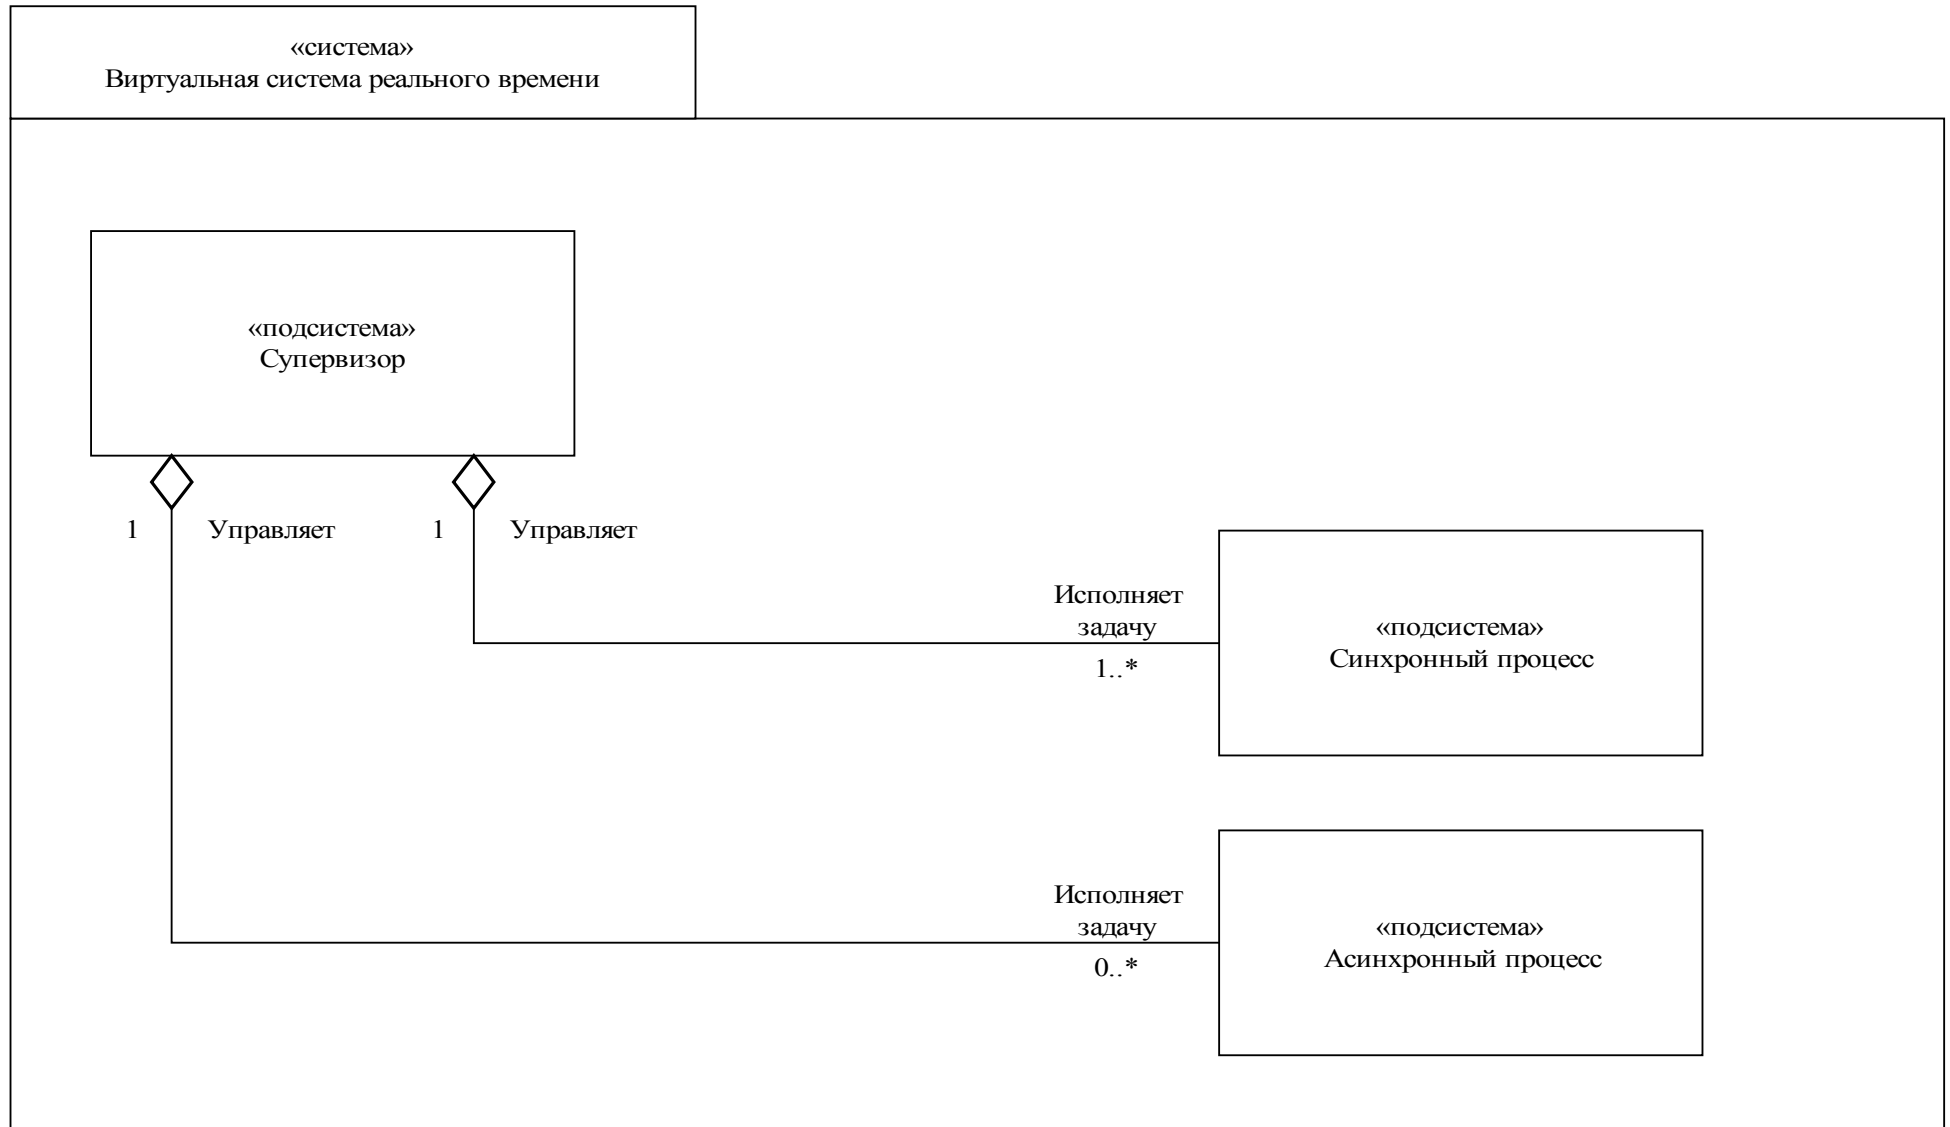 «система»
Виртуальная система реального времени
«подсистема»
Супервизор
1 Управляет 1 Управляет
Исполняет
задачу
1..*
«подсистема»
Синхронный процесс
Исполняет
задачу
0..*
«подсистема»
Асинхронный процесс